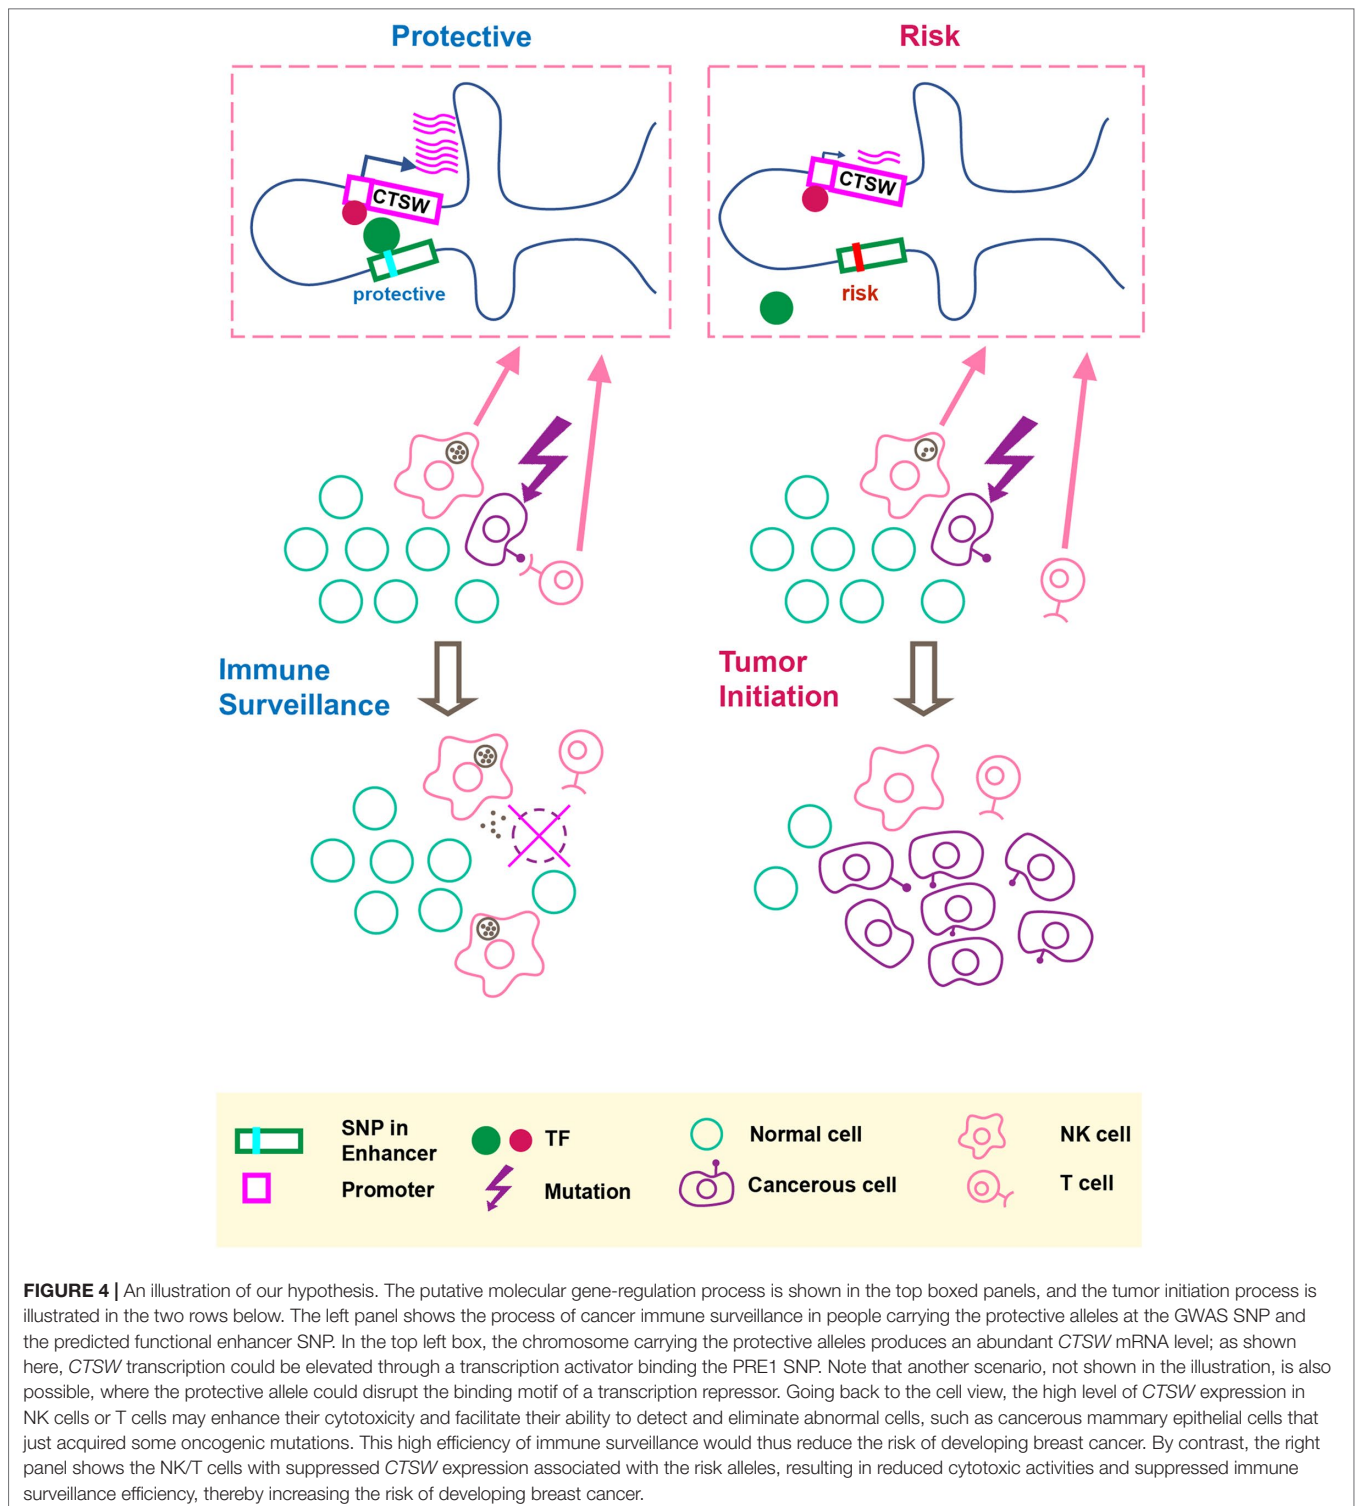 Protective
Risk
CTSW
protective
CTSW
risk
Immune
Surveillance
Tumor
Initiation
SNP in
Enhancer
TF
Normal cell
NK cell
Promoter
Mutation
Cancerous cell
T cell
FIGURE 4 | An illustration of our hypothesis. The putative molecular gene-regulation process is shown in the top boxed panels, and the tumor initiation process is
illustrated in the two rows below. The left panel shows the process of cancer immune surveillance in people carrying the protective alleles at the GWAS SNP and
the predicted functional enhancer SNP. In the top left box, the chromosome carrying the protective alleles produces an abundant CTSW mRNA level; as shown
here, CTSW transcription could be elevated through a transcription activator binding the PRE1 SNP. Note that another scenario, not shown in the illustration, is also
possible, where the protective allele could disrupt the binding motif of a transcription repressor. Going back to the cell view, the high level of CTSW expression in
NK cells or T cells may enhance their cytotoxicity and facilitate their ability to detect and eliminate abnormal cells, such as cancerous mammary epithelial cells that
just acquired some oncogenic mutations. This high efficiency of immune surveillance would thus reduce the risk of developing breast cancer. By contrast, the right
panel shows the NK/T cells with suppressed CTSW expression associated with the risk alleles, resulting in reduced cytotoxic activities and suppressed immune
surveillance efficiency, thereby increasing the risk of developing breast cancer.